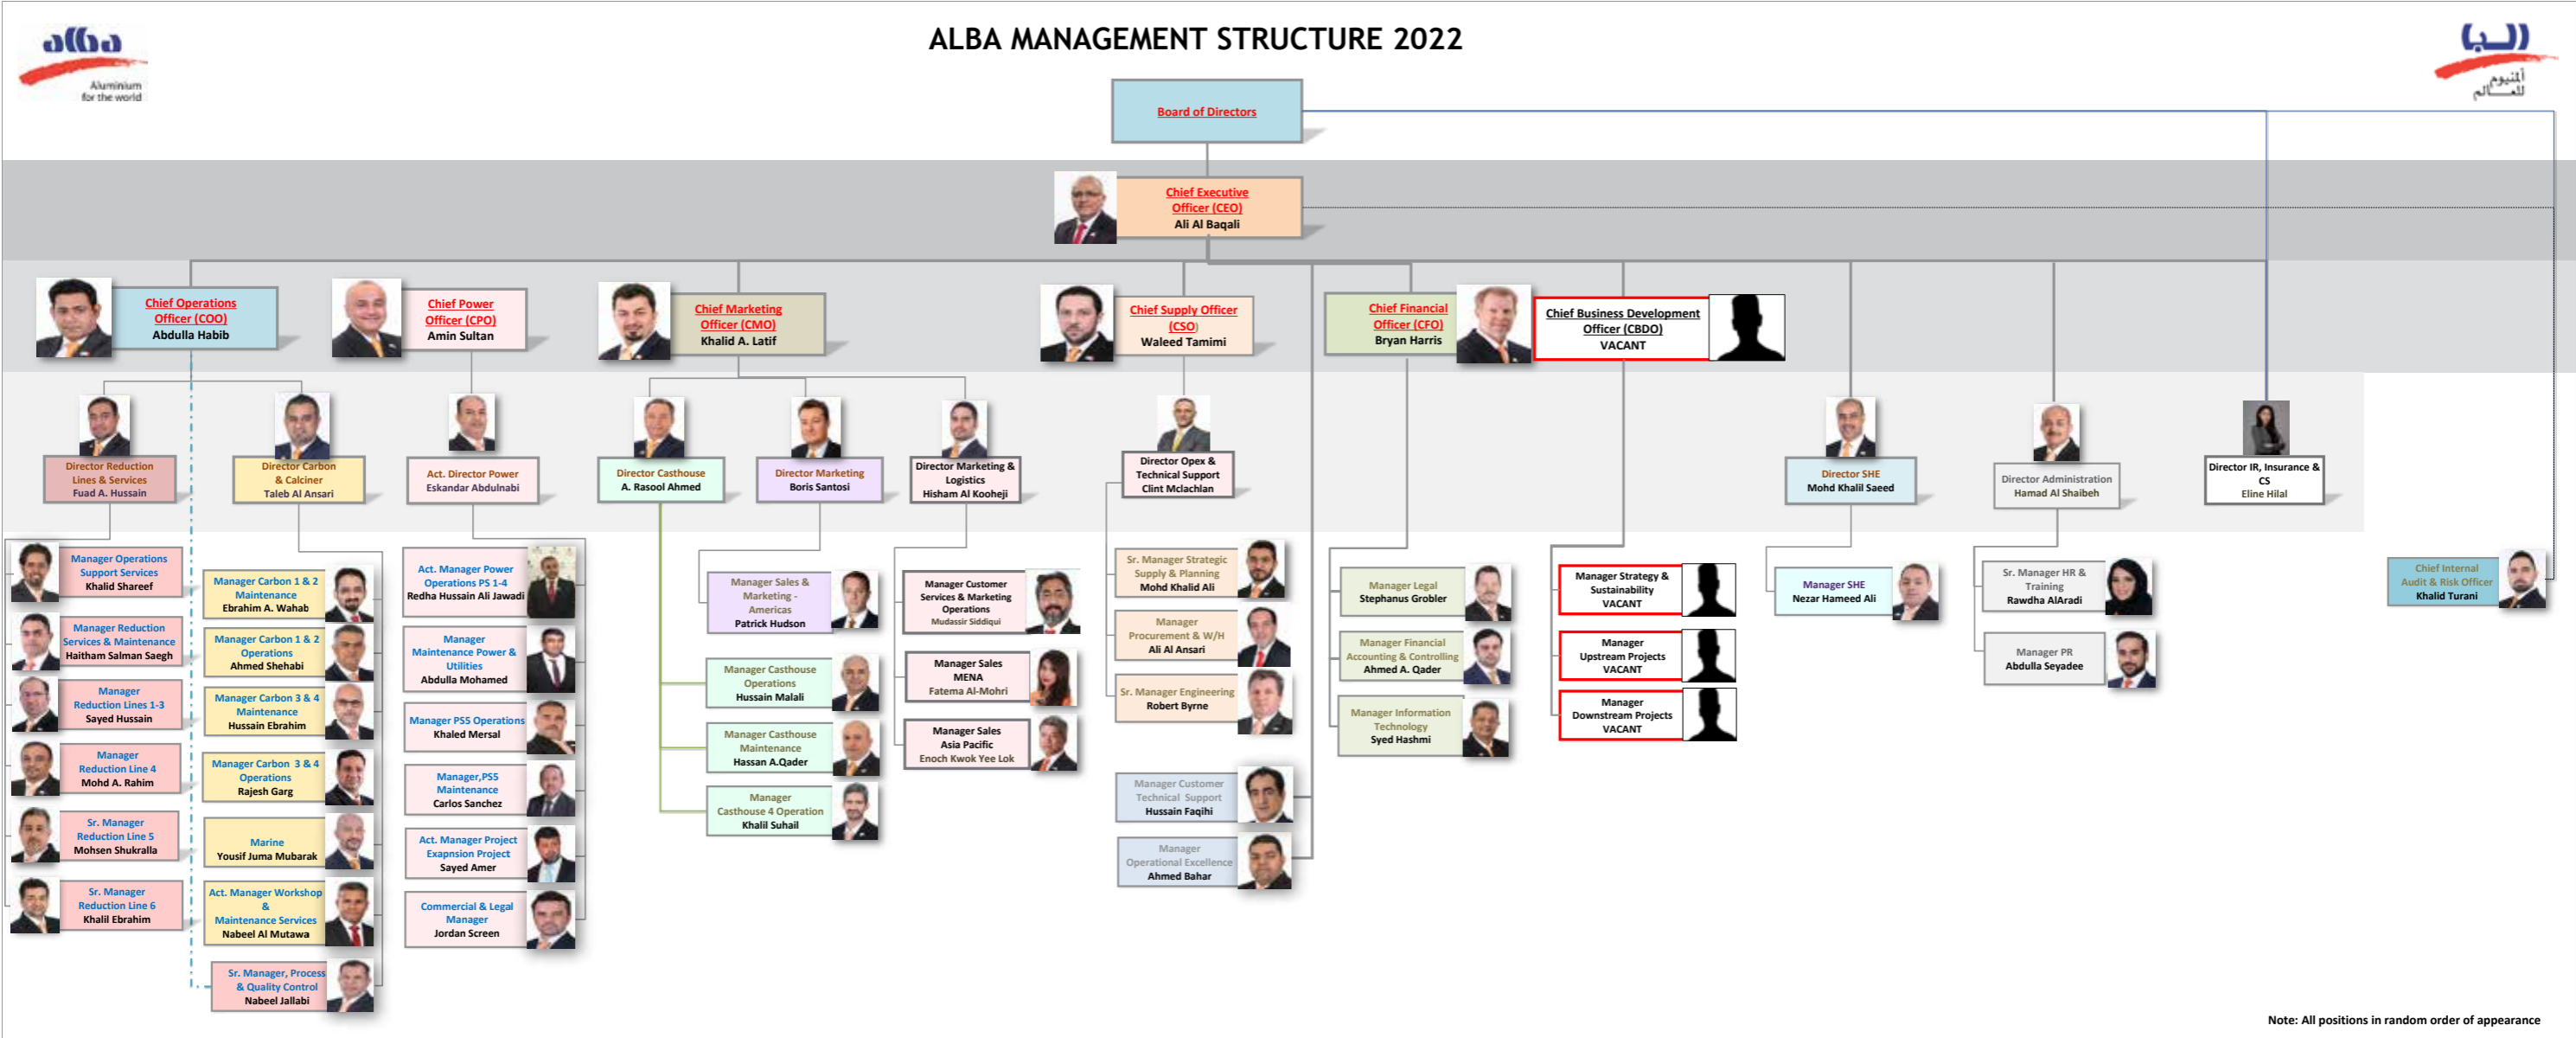 alba
Aluminium
for the world
ALBA MANAGEMENT STRUCTURE 2022
البا
ألمنيوم
للعالم
Board of Directors
Chief Executive
Officer (CEO)
Ali Al Baqali
Chief Operations
Officer (COO)
Abdulla Habib
Chief Power
Officer (CPO)
Amin Sultan
Chief Marketing
Officer (CMO)
Khalid A. Latif
Chief Supply Officer
(CSO)
Waleed Tamimi
Chief Financial
Officer (CFO)
Bryan Harris
Chief Business Development
Officer (CBDO)
VACANT
Director Reduction
Lines & Services
Fuad A. Hussain
Director Carbon
& Calciner
Taleb Al Ansari
Act. Director Power
Eskandar Abdulnabi
Director Casthouse
A. Rasool Ahmed
Director Marketing
Boris Santosi
Director Marketing &
Logistics
Hisham Al Kooheji
Director Opex &
Technical Support
Clint Mclachlan
Director SHE
Mohd Khalil Saeed
Director Administration
Hamad Al Shaibeh
Director IR, Insurance &
CS
Eline Hilal
Manager Operations
Support Services
Khalid Shareef
Manager Reduction
Services & Maintenance
Haitham Salman Saegh
Manager
Reduction Lines 1-3
Sayed Hussain
Manager
Reduction Line 4
Mohd A. Rahim
Sr. Manager
Reduction Line 5
Mohsen Shukralla
Sr. Manager
Reduction Line 6
Khalil Ebrahim
Manager Carbon 1 & 2
Maintenance
Ebrahim A. Wahab
Manager Carbon 1 & 2
Operations
Ahmed Shehabi
Manager Carbon 3 & 4
Maintenance
Hussain Ebrahim
Manager Carbon 3 & 4
Operations
Rajesh Garg
Marine
Yousif Juma Mubarak
Act. Manager Workshop
&
Maintenance Services
Nabeel Al Mutawa
Sr. Manager, Process
& Quality Control
Nabeel Jallabi
Act. Manager Power
Operations PS 1-4
Redha Hussain Ali Jawadi
Manager
Maintenance Power &
Utilities
Abdulla Mohamed
Manager PS5 Operations
Khaled Mersal
Manager,PS5
Maintenance
Carlos Sanchez
Act. Manager Project
Exapnsion Project
Sayed Amer
Commercial & Legal
Manager
Jordan Screen
Manager Sales &
Marketing -
Americas
Patrick Hudson
Manager Casthouse
Operations
Hussain Malali
Manager Casthouse
Maintenance
Hassan A.Qader
Manager
Casthouse 4 Operation
Khalil Suhail
Manager Customer
Services & Marketing
Operations
Mudassir Siddiqui
Manager Sales
MENA
Fatema Al-Mohri
Manager Sales
Asia Pacific
Enoch Kwok Yee Lok
Sr. Manager Strategic
Supply & Planning
Mohd Khalid Ali
Manager
Procurement & W/H
Ali Al Ansari
Sr. Manager Engineering
Robert Byrne
Manager Customer
Technical Support
Hussain Faqihi
Manager
Operational Excellence
Ahmed Bahar
Manager Legal
Stephanus Grobler
Manager Financial
Accounting & Controlling
Ahmed A. Qader
Manager Information
Technology
Syed Hashmi
Manager Strategy &
Sustainability
VACANT
Manager
Upstream Projects
VACANT
Manager
Downstream Projects
VACANT
Manager SHE
Nezar Hameed Ali
Sr. Manager HR &
Training
Rawdha AlAradi
Manager PR
Abdulla Seyadee
Chief Internal
Audit & Risk Officer
Khalid Turani
Note: All positions in random order of appearance